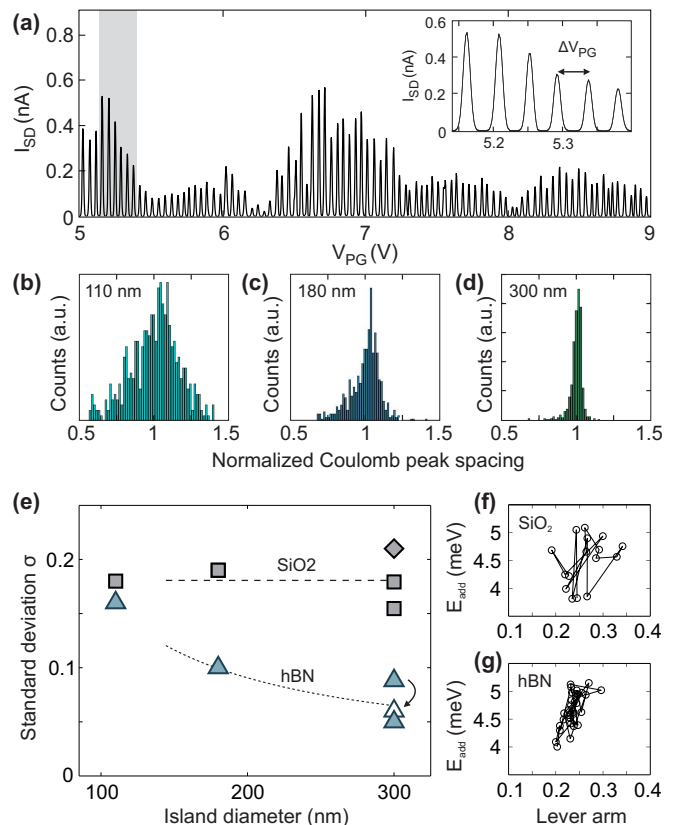 (a)
I_SD (nA)
0.8
0.6
0.4
0.2
0
5
6
7
8
9
V_PG (V)
I_SD (nA)
0.6
0.4
0.2
0
5.2
5.3
ΔV_PG
(b)
110 nm
Counts (a.u.)
0.5
1
1.5
(c)
180 nm
Counts (a.u.)
0.5
1
1.5
(d)
300 nm
Counts (a.u.)
0.5
1
1.5
Normalized Coulomb peak spacing
(e)
Standard deviation σ
0.2
0.1
0
SiO2
hBN
100
200
300
Island diameter (nm)
(f)
SiO₂
E_add (meV)
5
4.5
4
0.1
0.2
0.3
0.4
(g)
hBN
E_add (meV)
5
4.5
4
0.1
0.2
0.3
0.4
Lever arm